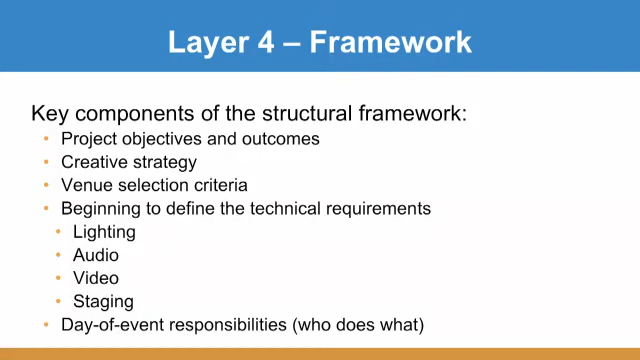 Layer 4 – Framework
Key components of the structural framework:
• Project objectives and outcomes
• Creative strategy
• Venue selection criteria
• Beginning to define the technical requirements
• Lighting
• Audio
• Video
• Staging
• Day-of-event responsibilities (who does what)